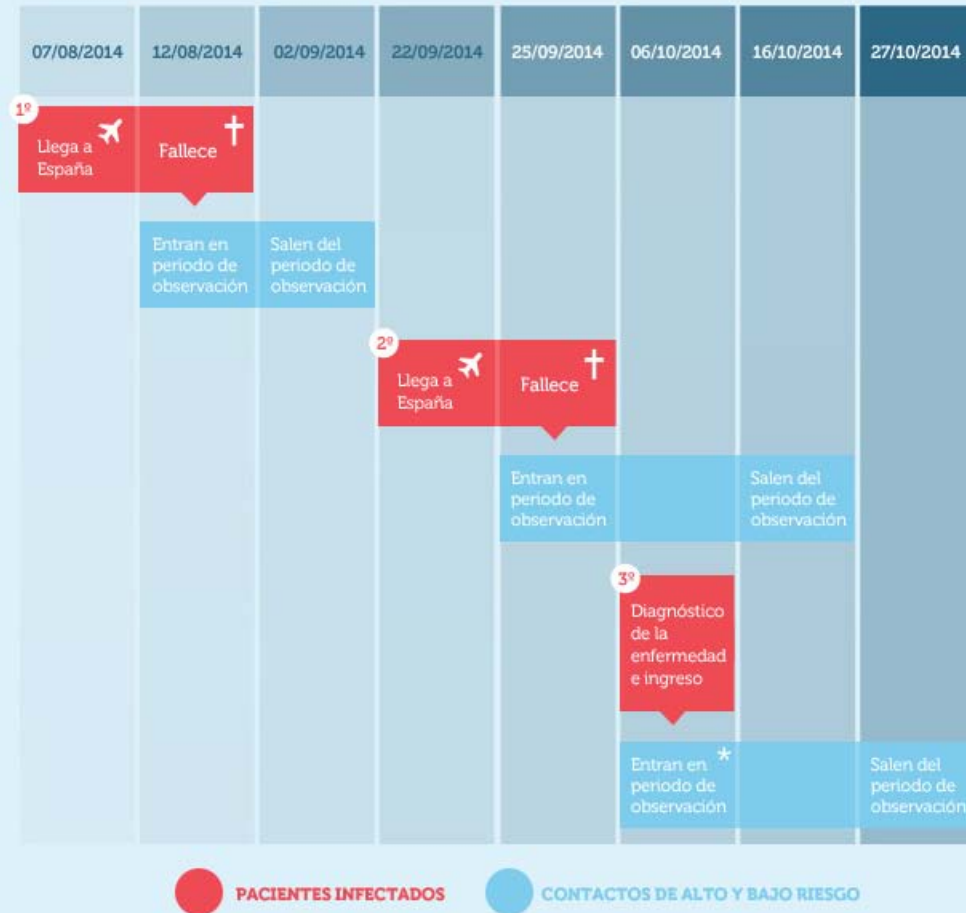 07/08/2014 12/08/2014 02/09/2014 22/09/2014 25/09/2014 06/10/2014 16/10/2014 27/10/2014
1º
Llega a
España
Fallece
Entran en
periodo de
observación
Salen del
periodo de
observación
2º
Llega a
España
Fallece
Entran en
periodo de
observación
Salen del
periodo de
observación
3º
Diagnóstico
de la
enfermedad
e ingreso
Entran en *
periodo de
observación
Salen del
periodo de
observación
PACIENTES INFECTADOS
CONTACTOS DE ALTO Y BAJO RIESGO